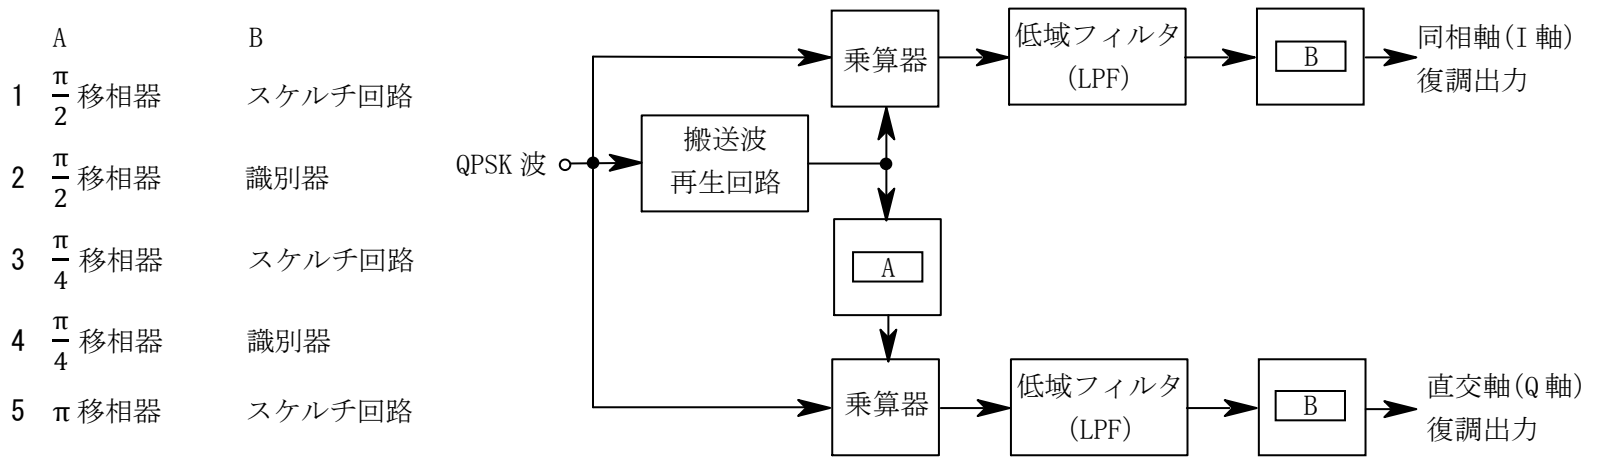 A B
1 π/2 移相器 スケルチ回路
2 π/2 移相器 識別器
3 π/4 移相器 スケルチ回路
4 π/4 移相器 識別器
5 π 移相器 スケルチ回路
QPSK 波
搬送波
再生回路
乗算器
低域フィルタ
(LPF)
B
同相軸(I 軸)
復調出力
A
乗算器
低域フィルタ
(LPF)
B
直交軸(Q 軸)
復調出力